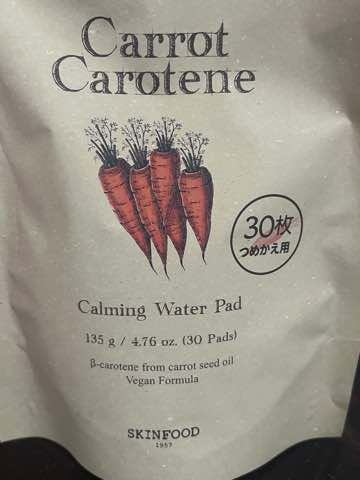 Carrot
Carotene
30枚
つめかえ用
Calming Water Pad
135 g / 4.76 oz. (30 Pads)
β-carotene from carrot seed oil
Vegan Formula
SKINFOOD
1957